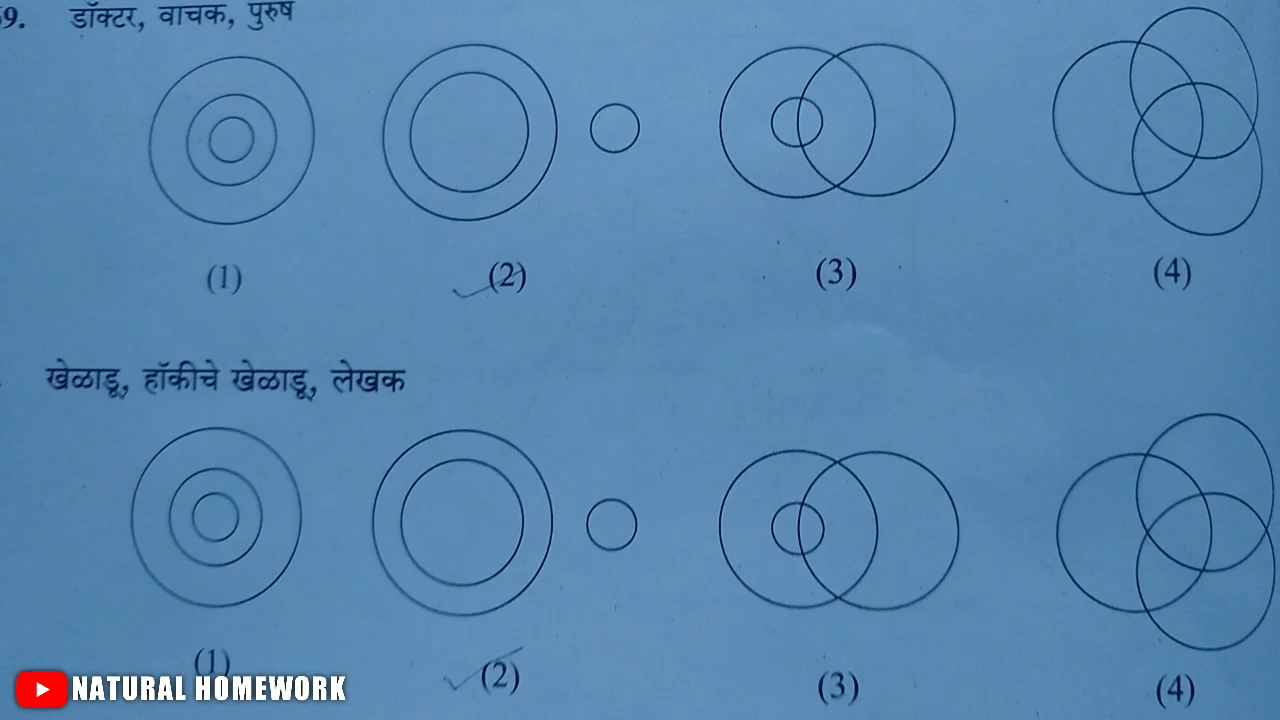 9. डॉक्टर, वाचक, पुरुष
(1) (2) (3) (4)
खेळाडू, हॉकीचे खेळाडू, लेखक
(1) (2) (3) (4)
NATURAL HOMEWORK